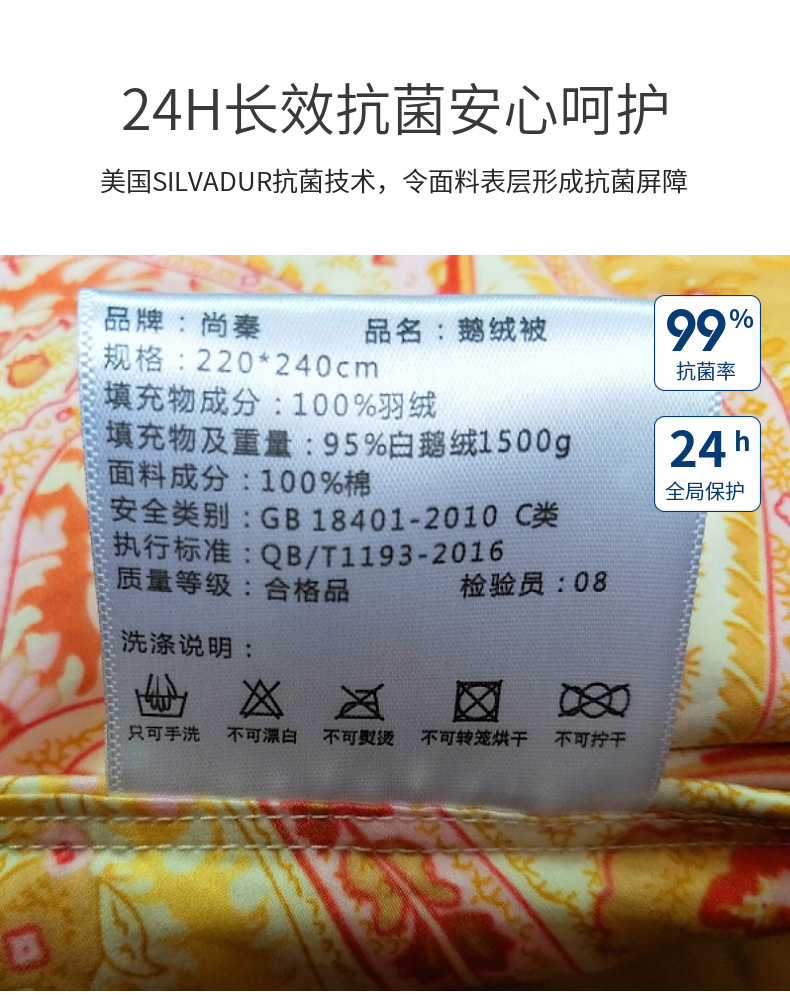 24H长效抗菌安心呵护
美国SILVADUR抗菌技术，令面料表层形成抗菌屏障
品牌：尚秦 品名：鹅绒被
规格：220*240cm
填充物成分：100%羽绒
填充物及重量：95%白鹅绒1500g
面料成分：100%棉
安全类别：GB 18401-2010 C类
执行标准：QB/T1193-2016
质量等级：合格品 检验员：08
洗涤说明：
只可手洗 不可漂白 不可熨烫 不可转笼烘干 不可拧干
99%
抗菌率
24h
全局保护